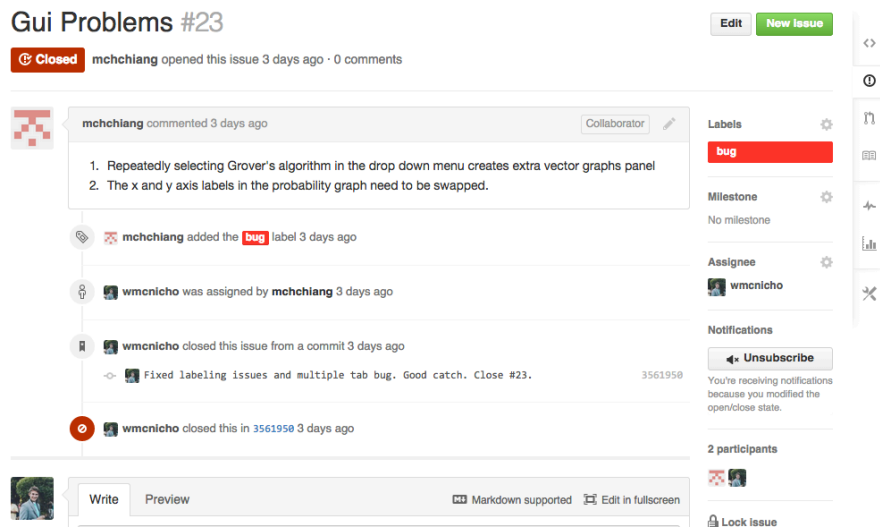 Gui Problems #23
Edit
New issue
Closed
mchchiang opened this issue 3 days ago · 0 comments
mchchiang commented 3 days ago
Collaborator
1. Repeatedly selecting Grover's algorithm in the drop down menu creates extra vector graphs panel
2. The x and y axis labels in the probability graph need to be swapped.
mchchiang added the bug label 3 days ago
wmcnicho was assigned by mchchiang 3 days ago
wmcnicho closed this issue from a commit 3 days ago
Fixed labeling issues and multiple tab bug. Good catch. Close #23.
3561950
wmcnicho closed this in 3561950 3 days ago
Write
Preview
Markdown supported
Edit in fullscreen
Labels
bug
Milestone
No milestone
Assignee
wmcnicho
Notifications
Unsubscribe
You're receiving notifications
because you modified the
open/close state.
2 participants
Lock issue